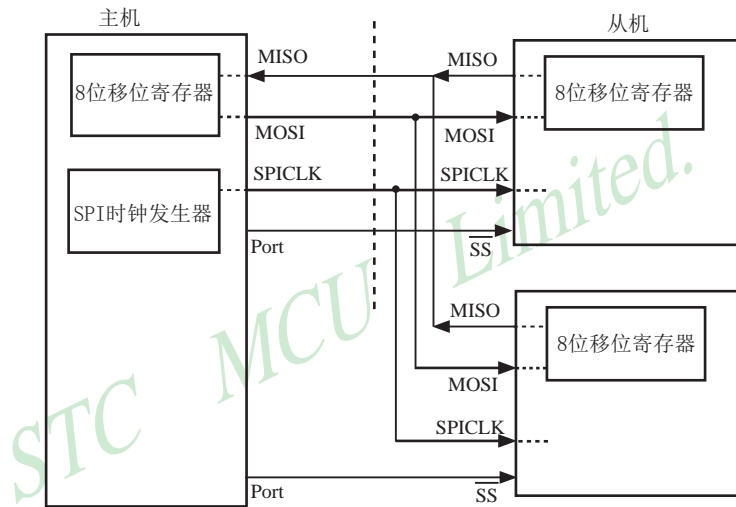 主机
从机
MISO
MISO
8位移位寄存器
8位移位寄存器
MOSI
MOSI
SPICLK
SPICLK
SPI时钟发生器
Port
SS
MISO
8位移位寄存器
MOSI
SPICLK
Port
SS
STC MCU Limited.